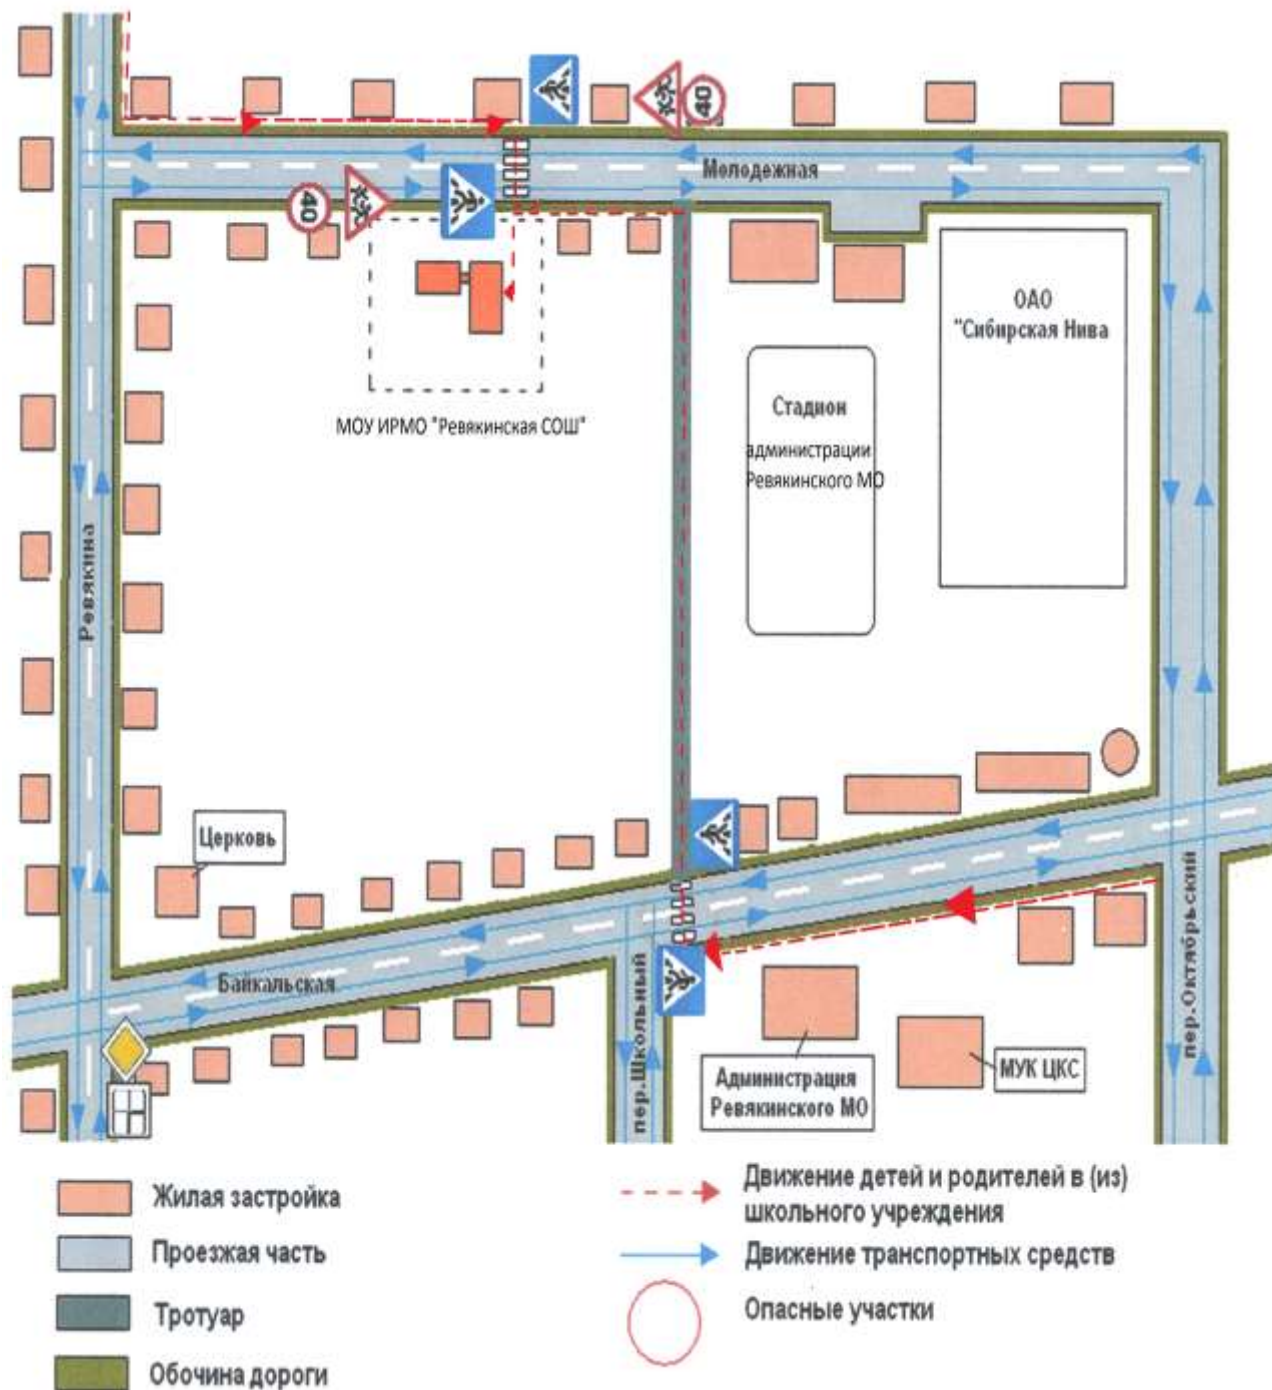 40
40
Молодежная
ОАО
"Сибирская Нива
Стадион
администрации
Ревякинского МО
МОУ ИРМО "Ревякинская СОШ"
Ревякина
Церковь
Байкальская
пер.Школьный
пер.Октябрьский
Администрация
Ревякинского МО
МУК ЦКС
Жилая застройка
Проезжая часть
Тротуар
Обочина дороги
Движение детей и родителей в (из)
школьного учреждения
Движение транспортных средств
Опасные участки